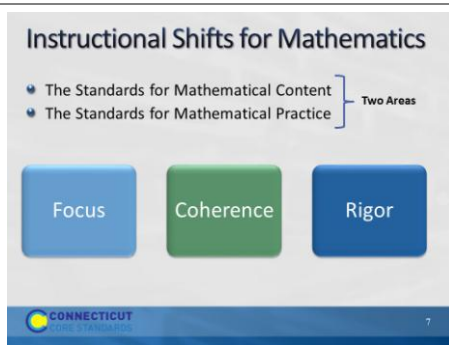 Instructional Shifts for Mathematics
The Standards for Mathematical Content
The Standards for Mathematical Practice
Two Areas
Focus
Coherence
Rigor
CONNECTICUT
CORE STANDARDS
7